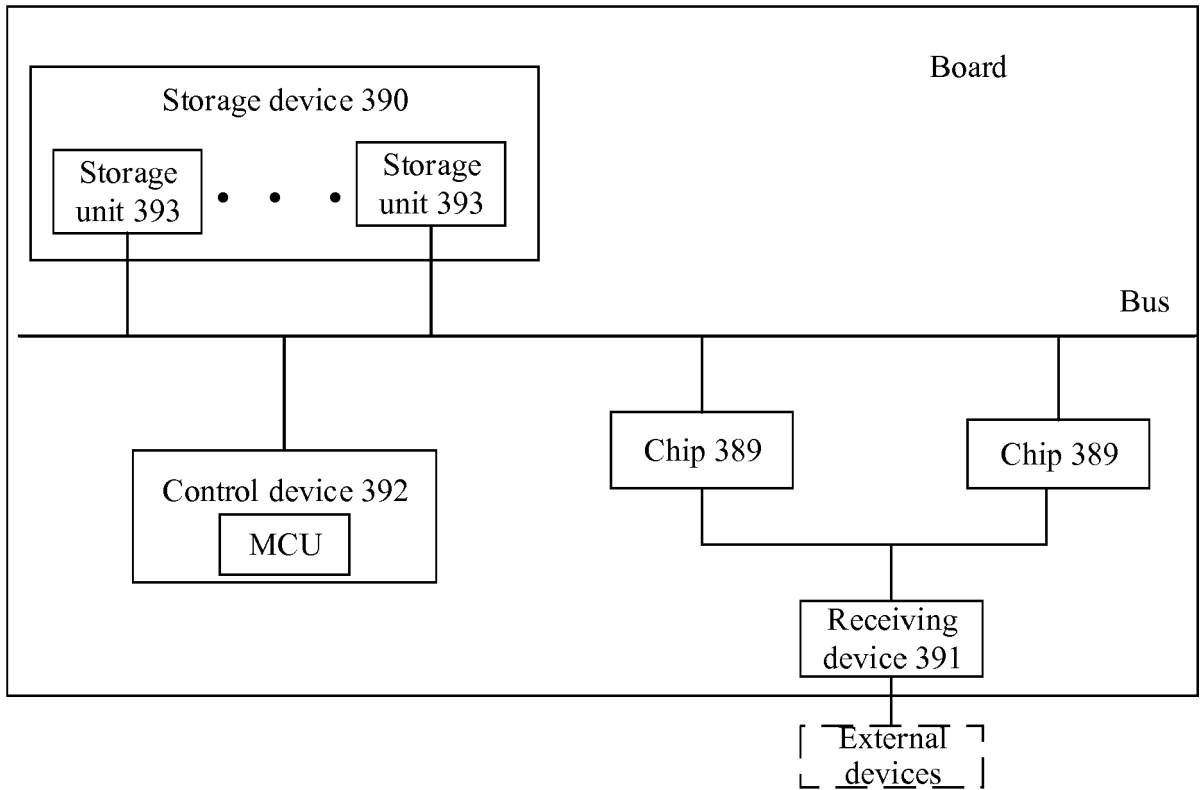 Board
Storage device 390
Storage
unit 393
Storage
unit 393
Bus
Chip 389
Chip 389
Control device 392
MCU
Receiving
device 391
External
devices